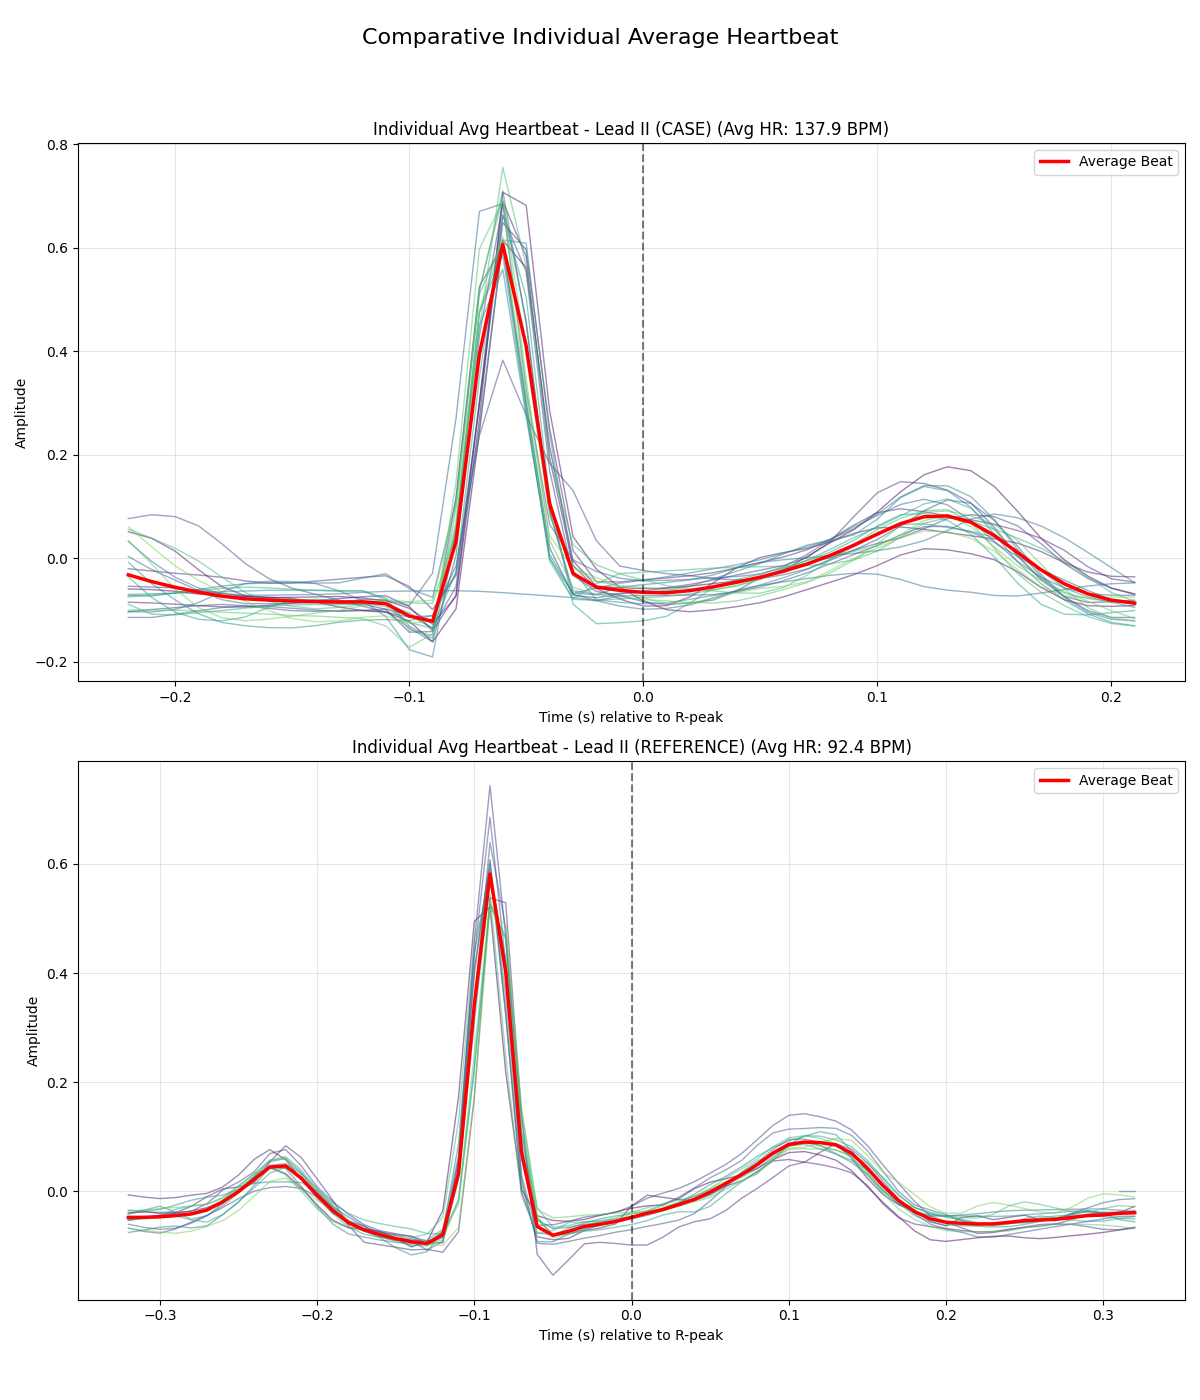 Comparative Individual Average Heartbeat
Individual Avg Heartbeat - Lead II (CASE) (Avg HR: 137.9 BPM)
Average Beat
0.8
0.6
0.4
0.2
0.0
−0.2
Amplitude
−0.2
−0.1
0.0
0.1
0.2
Time (s) relative to R-peak
Individual Avg Heartbeat - Lead II (REFERENCE) (Avg HR: 92.4 BPM)
Average Beat
0.6
0.4
0.2
0.0
Amplitude
−0.3
−0.2
−0.1
0.0
0.1
0.2
0.3
Time (s) relative to R-peak